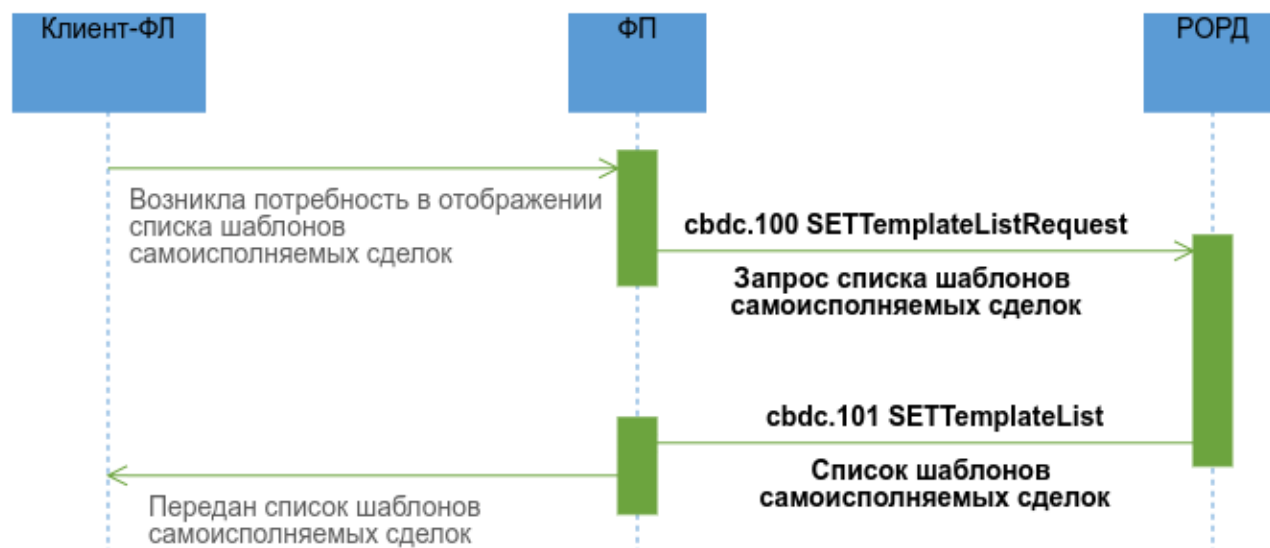 Клиент-ФЛ
ФП
РОРД
Возникла потребность в отображении
списка шаблонов
самоисполняемых сделок
cbdc.100 SETTemplateListRequest
Запрос списка шаблонов
самоисполняемых сделок
cbdc.101 SETTemplateList
Список шаблонов
самоисполняемых сделок
Передан список шаблонов
самоисполняемых сделок